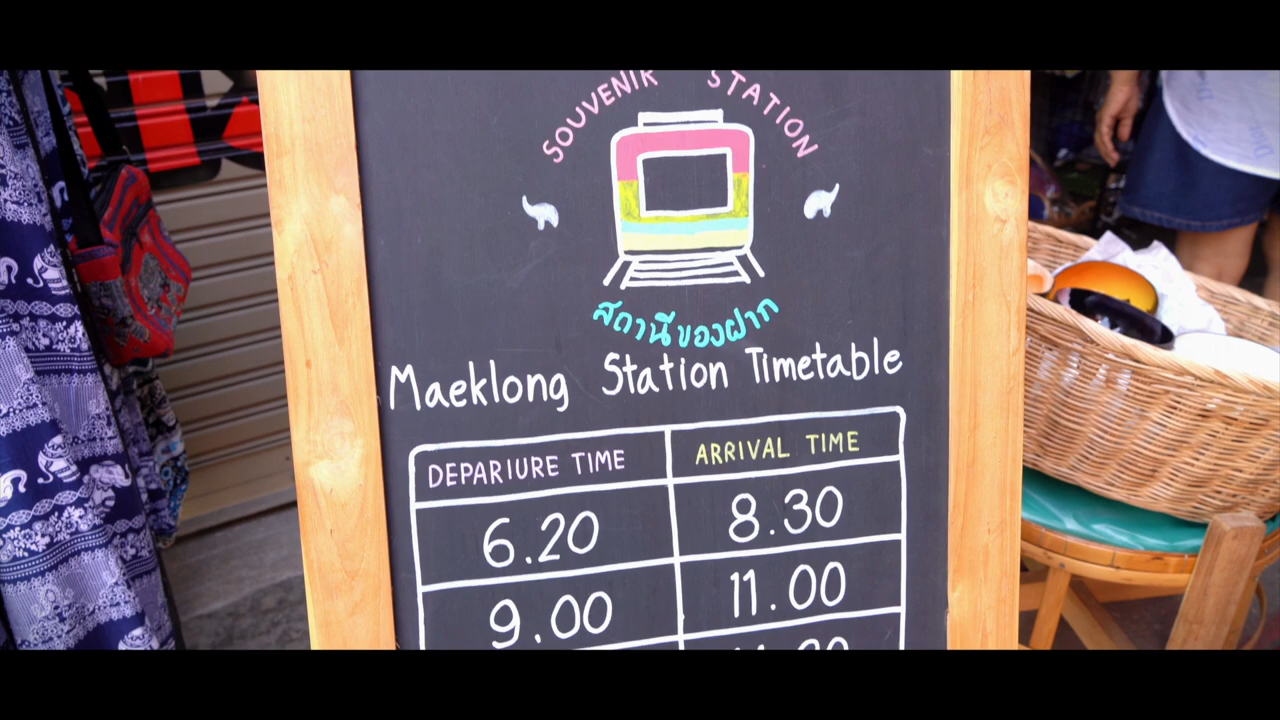 SOUVENIR STATION
สถานีของฝาก
Maeklong Station Timetable
DEPARIURE TIME ARRIVAL TIME
6.20 8.30
9.00 11.00